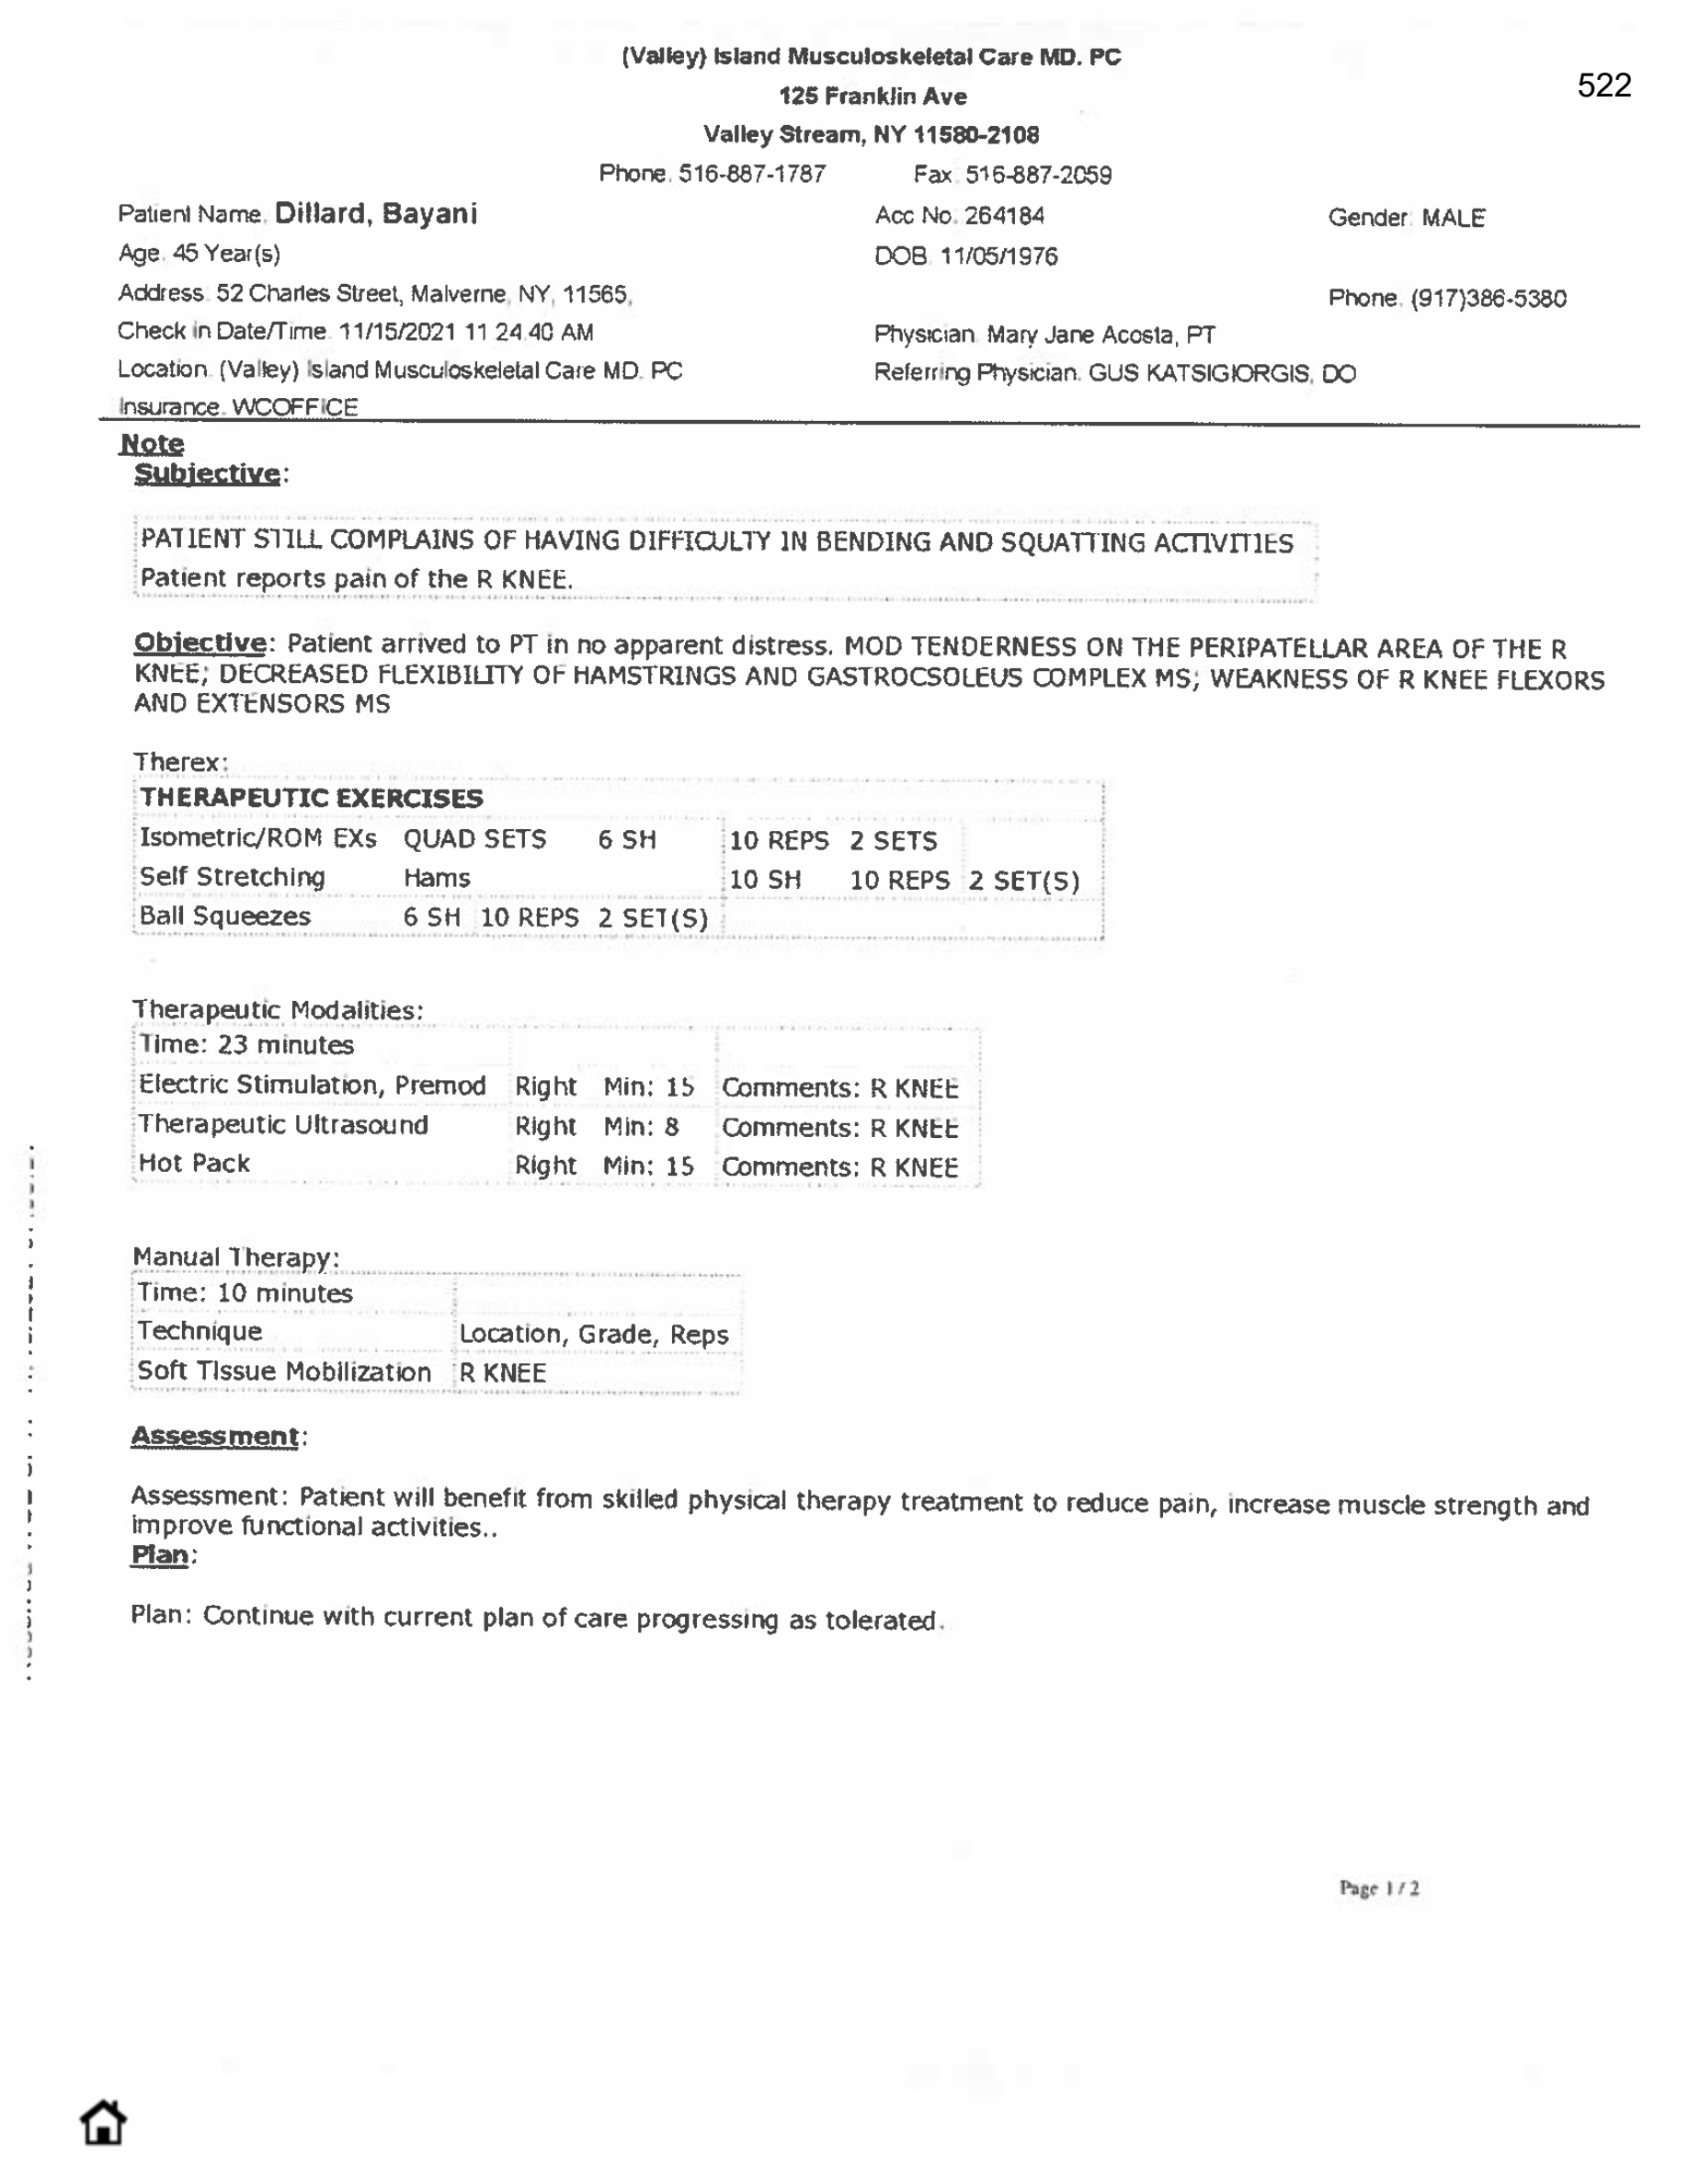 (Valley) Island Musculoskeletal Care MD. PC
522
125 Franklin Ave
Valley Stream, NY 11580-2108
Phone. 516-887-1787 Fax. 516-887-2059
Patient Name. Dillard, Bayani Acc No. 264184 Gender. MALE
Age. 45 Year(s) DOB. 11/05/1976
Address. 52 Charles Street, Malverne, NY, 11565, Phone. (917)386-5380
Check in Date/Time. 11/15/2021 11 24.40 AM Physician. Mary Jane Acosta, PT
Location. (Valley) Island Musculoskeletal Care MD. PC Referring Physician. GUS KATSIGIORGIS, DO
Insurance. WCOFFICE
Note
Subjective:
PATIENT STILL COMPLAINS OF HAVING DIFFICULTY IN BENDING AND SQUATTING ACTIVITIES
Patient reports pain of the R KNEE.
Objective: Patient arrived to PT in no apparent distress. MOD TENDERNESS ON THE PERIPATELLAR AREA OF THE R
KNEE; DECREASED FLEXIBILITY OF HAMSTRINGS AND GASTROCSOLEUS COMPLEX MS; WEAKNESS OF R KNEE FLEXORS
AND EXTENSORS MS
Therex:
THERAPEUTIC EXERCISES
Isometric/ROM EXs QUAD SETS 6 SH 10 REPS 2 SETS
Self Stretching Hams 10 SH 10 REPS 2 SET(S)
Ball Squeezes 6 SH 10 REPS 2 SET(S)
Therapeutic Modalities:
Time: 23 minutes
Electric Stimulation, Premod Right Min: 15 Comments: R KNEE
Therapeutic Ultrasound Right Min: 8 Comments: R KNEE
Hot Pack Right Min: 15 Comments: R KNEE
Manual Therapy:
Time: 10 minutes
Technique Location, Grade, Reps
Soft Tissue Mobilization R KNEE
Assessment:
Assessment: Patient will benefit from skilled physical therapy treatment to reduce pain, increase muscle strength and
improve functional activities..
Plan:
Plan: Continue with current plan of care progressing as tolerated.
Page 1 / 2